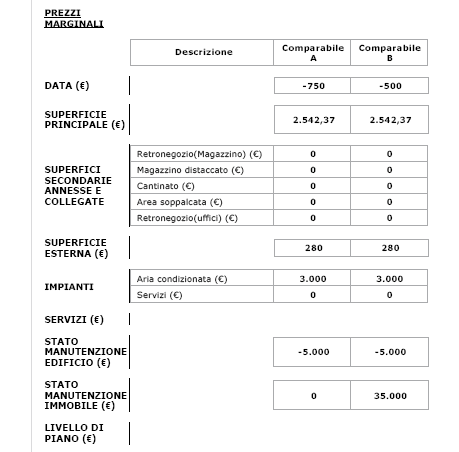 PREZZI
MARGINALI
Descrizione Comparabile A Comparabile B
DATA (€) -750 -500
SUPERFICIE
PRINCIPALE (€) 2.542,37 2.542,37
SUPERFICI
SECONDARIE
ANNESSE E
COLLEGATE
Retronegozio(Magazzino) (€) 0 0
Magazzino distaccato (€) 0 0
Cantinato (€) 0 0
Area soppalcata (€) 0 0
Retronegozio(uffici) (€) 0 0
SUPERFICIE
ESTERNA (€) 280 280
IMPIANTI
Aria condizionata (€) 3.000 3.000
Servizi (€) 0 0
SERVIZI (€)
STATO
MANUTENZIONE
EDIFICIO (€) -5.000 -5.000
STATO
MANUTENZIONE
IMMOBILE (€) 0 35.000
LIVELLO DI
PIANO (€)